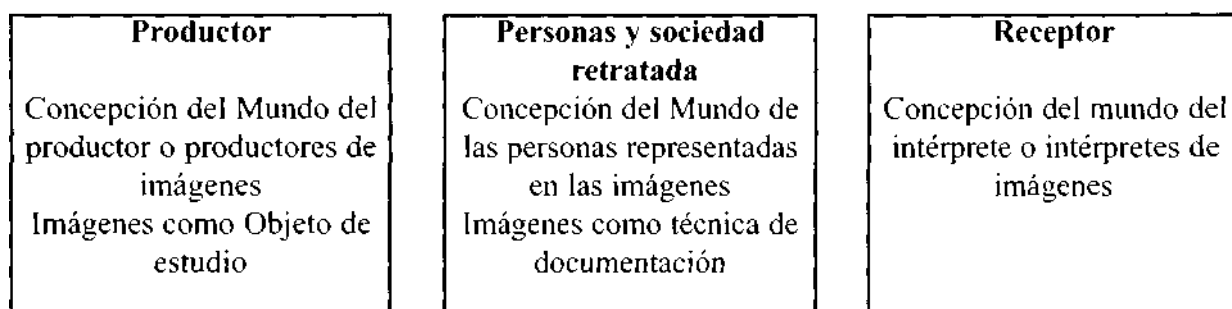 Productor
Concepción del Mundo del
productor o productores de
imágenes
Imágenes como Objeto de
estudio
Personas y sociedad
retratada
Concepción del Mundo de
las personas representadas
en las imágenes
Imágenes como técnica de
documentación
Receptor
Concepción del mundo del
intérprete o intérpretes de
imágenes